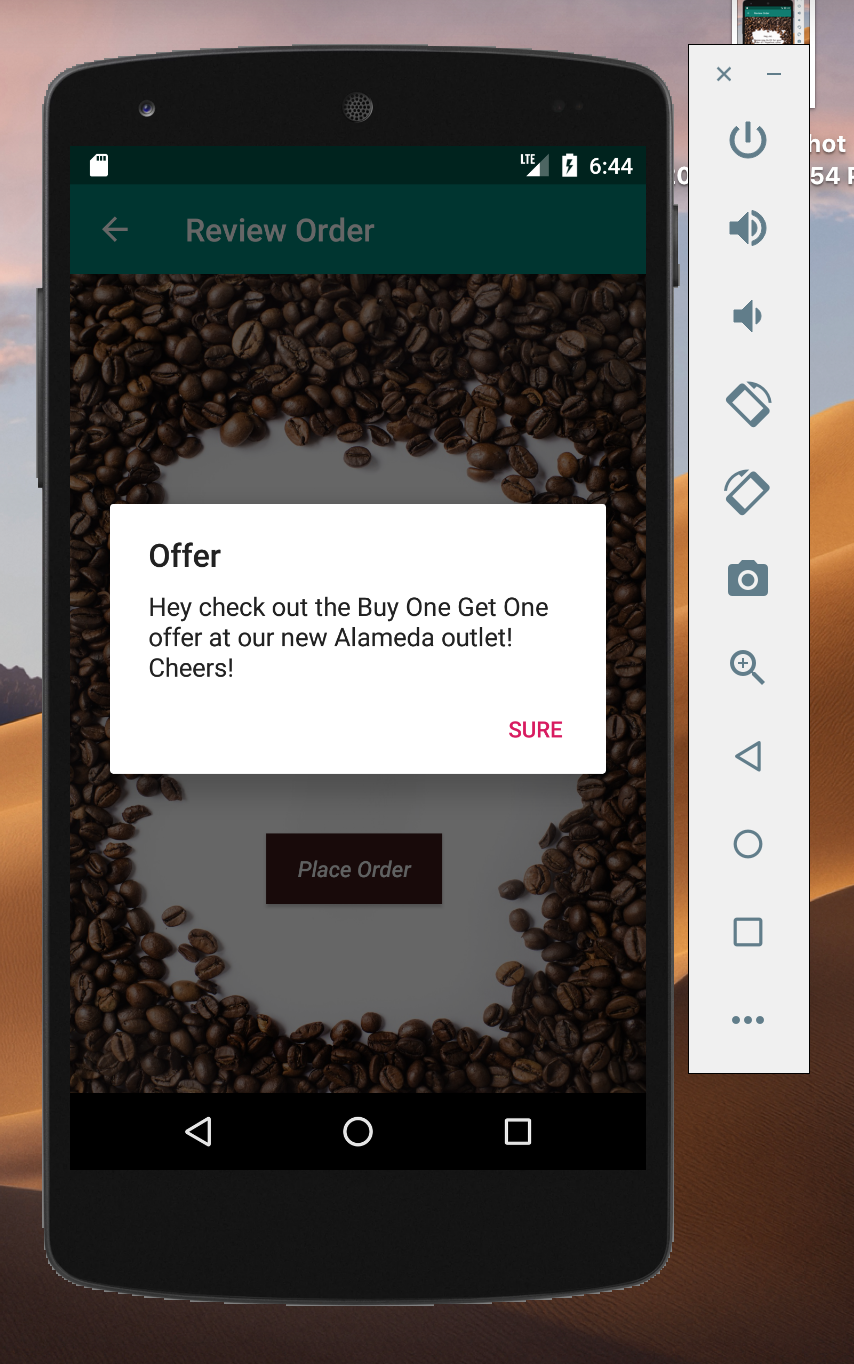 LTE 6:44
Review Order
Offer
Hey check out the Buy One Get One
offer at our new Alameda outlet!
Cheers!
SURE
Place Order
hot
54